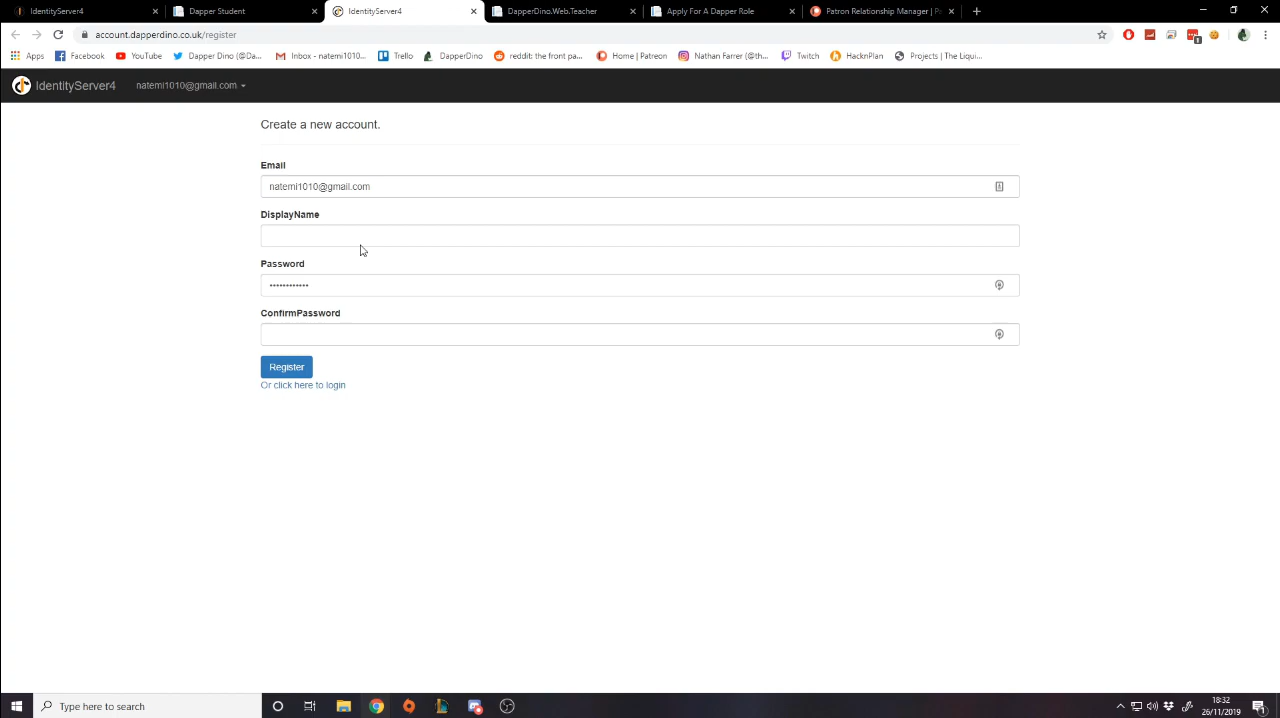 IdentityServer4
Dapper Student
IdentityServer4
DapperDino.Web.Teacher
Apply For A Dapper Role
Patron Relationship Manager | P
account.dapperdino.co.uk/register
Apps
Facebook
YouTube
Dapper Dino (@Da...
Inbox - natemi1010...
Trello
DapperDino
reddit: the front pa...
Home | Patreon
Nathan Farrer (@th...
Twitch
HacknPlan
Projects | The Liqui...
IdentityServer4
natemi1010@gmail.com
Create a new account.
Email
natemi1010@gmail.com
DisplayName
Password
••••••••••••
ConfirmPassword
Register
Or click here to login
Type here to search
18:32
26/11/2019